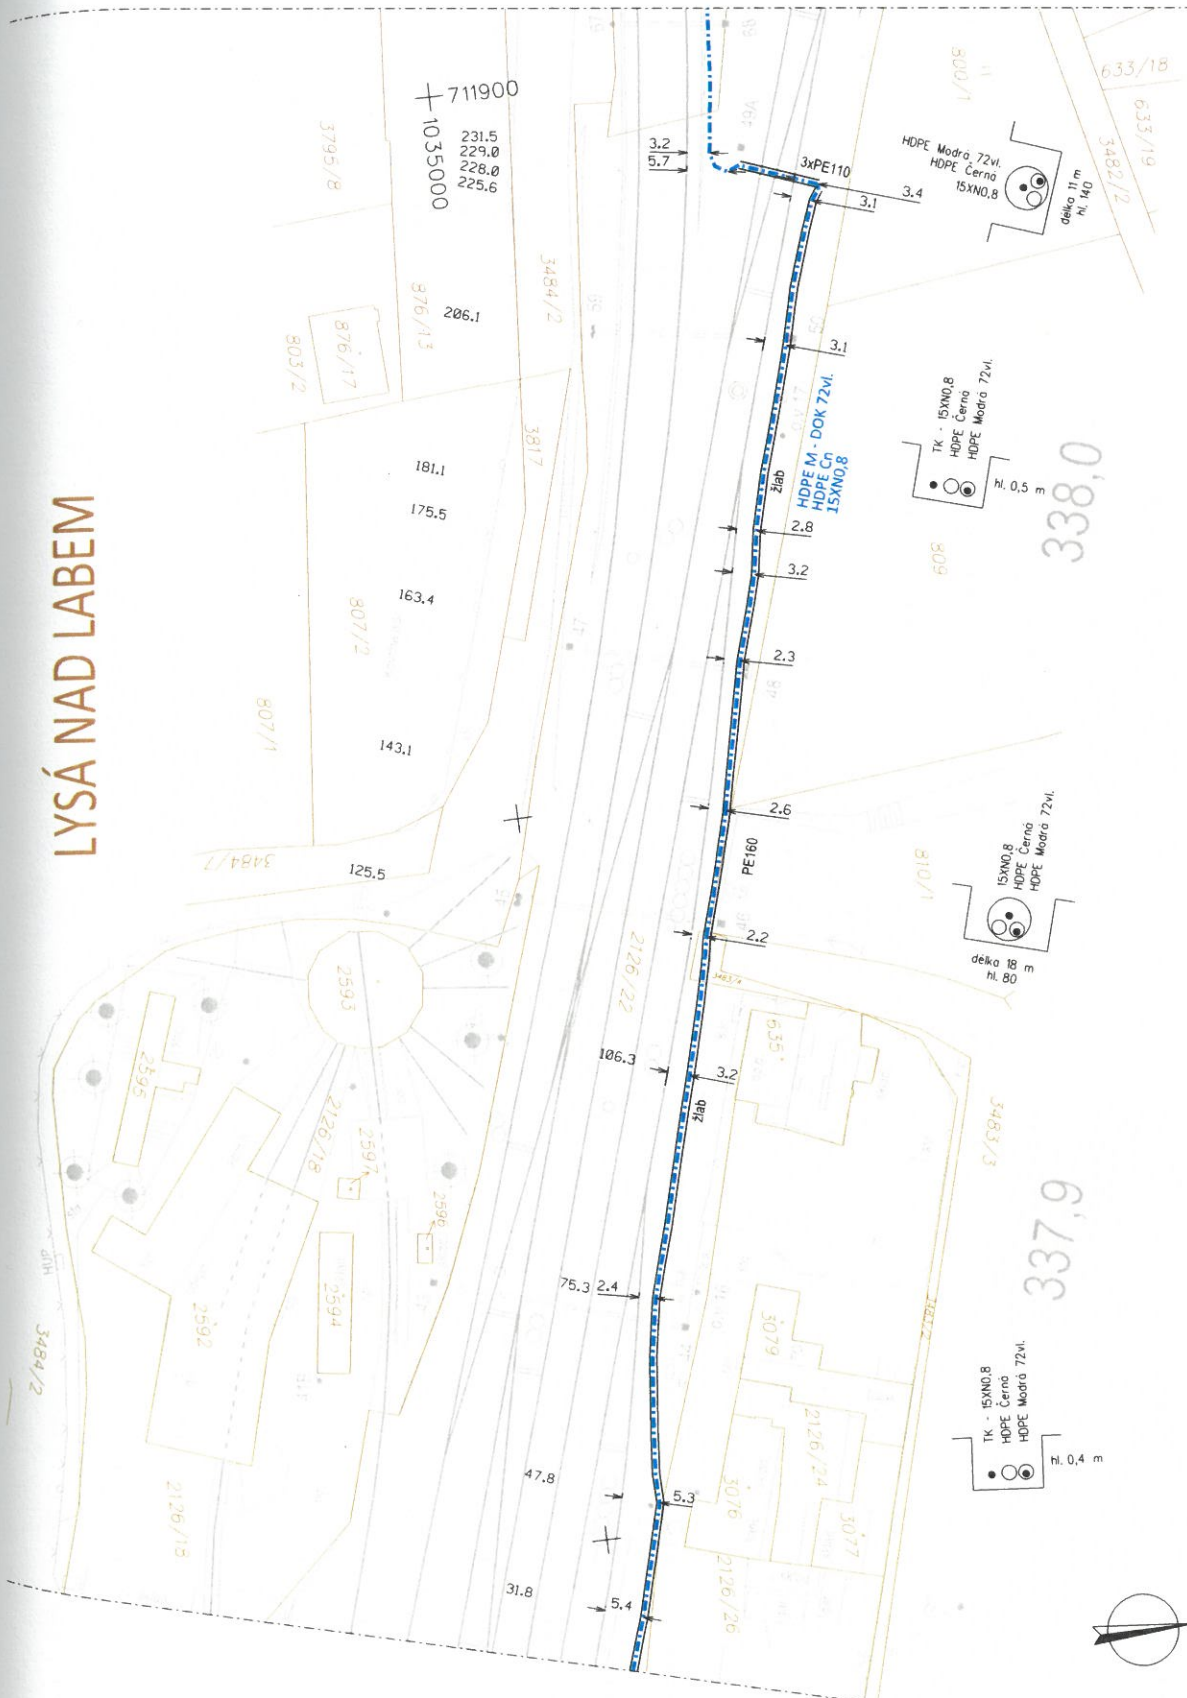 LYSÁ NAD LABEM
711900
1035000
231.5
229.0
228.0
225.6
206.1
181.1
175.5
163.4
143.1
125.5
106.3
75.3
47.8
31.8
3.2
5.7
3xPE110
3.4
3.1
3.1
2.8
3.2
2.3
2.6
2.2
3.2
2.4
5.3
5.4
žlab
PE160
žlab
HDPE M - DOK 72vl.
HDPE Čn
15XN0,8
HDPE Modrá 72vl.
HDPE Černá
15XN0,8
délka 11 m
hl. 140
TK - 15XN0,8
HDPE Černá
HDPE Modrá 72vl.
hl. 0,5 m
338,0
15XN0,8
HDPE Černá
HDPE Modrá 72vl.
délka 18 m
hl. 80
337,9
TK - 15XN0,8
HDPE Černá
HDPE Modrá 72vl.
hl. 0,4 m
3795/8
876/13
876/17
803/2
3484/2
3817
807/2
807/1
3484/7
2593
2595
2126/18
2597
2596
2594
2592
3484/2
2126/18
2126/22
800/1
633/18
633/19
3482/2
809
810/1
635
3483/3
3079
2126/24
3076
3077
2126/26
49A
48
47